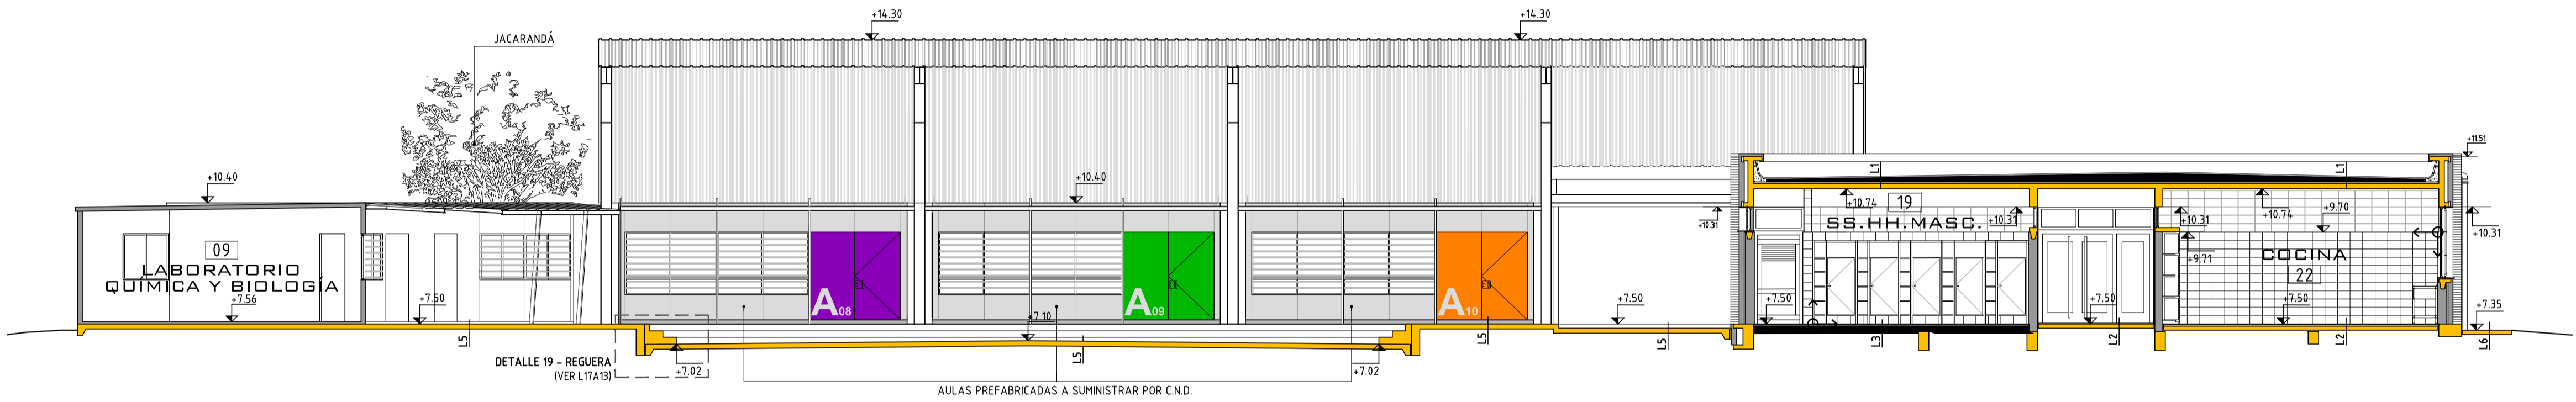 +14.30
+14.30
JACARANDÁ
+11.51
+10.40
+10.40
L1
L1
19
+10.74
SS.HH.MASC.
+10.31
+10.31
+10.31
+10.74
+9.70
+10.31
+9.71
COCINA
22
09
LABORATORIO
QUÍMICA Y BIOLOGÍA
+7.56
+7.50
A08
A09
A10
+7.50
+7.50
+7.50
+7.50
+7.35
+7.10
L5
L5
L5
L5
L3
L2
L2
L6
DETALLE 19 - REGUERA
(VER L17A13)
+7.02
+7.02
AULAS PREFABRICADAS A SUMINISTRAR POR C.N.D.